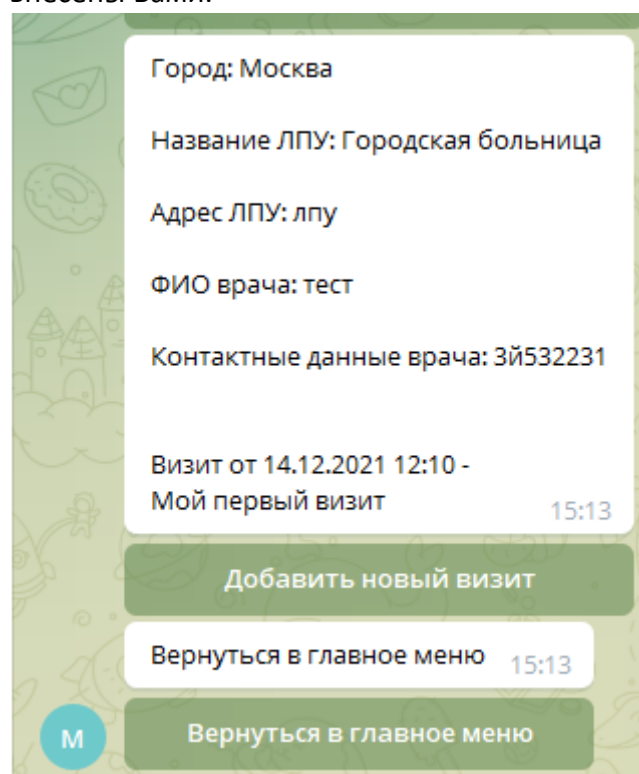 внесены вами.
Город: Москва
Название ЛПУ: Городская больница
Адрес ЛПУ: лпу
ФИО врача: тест
Контактные данные врача: 3й532231
Визит от 14.12.2021 12:10 -
Мой первый визит
15:13
Добавить новый визит
Вернуться в главное меню 15:13
М
Вернуться в главное меню